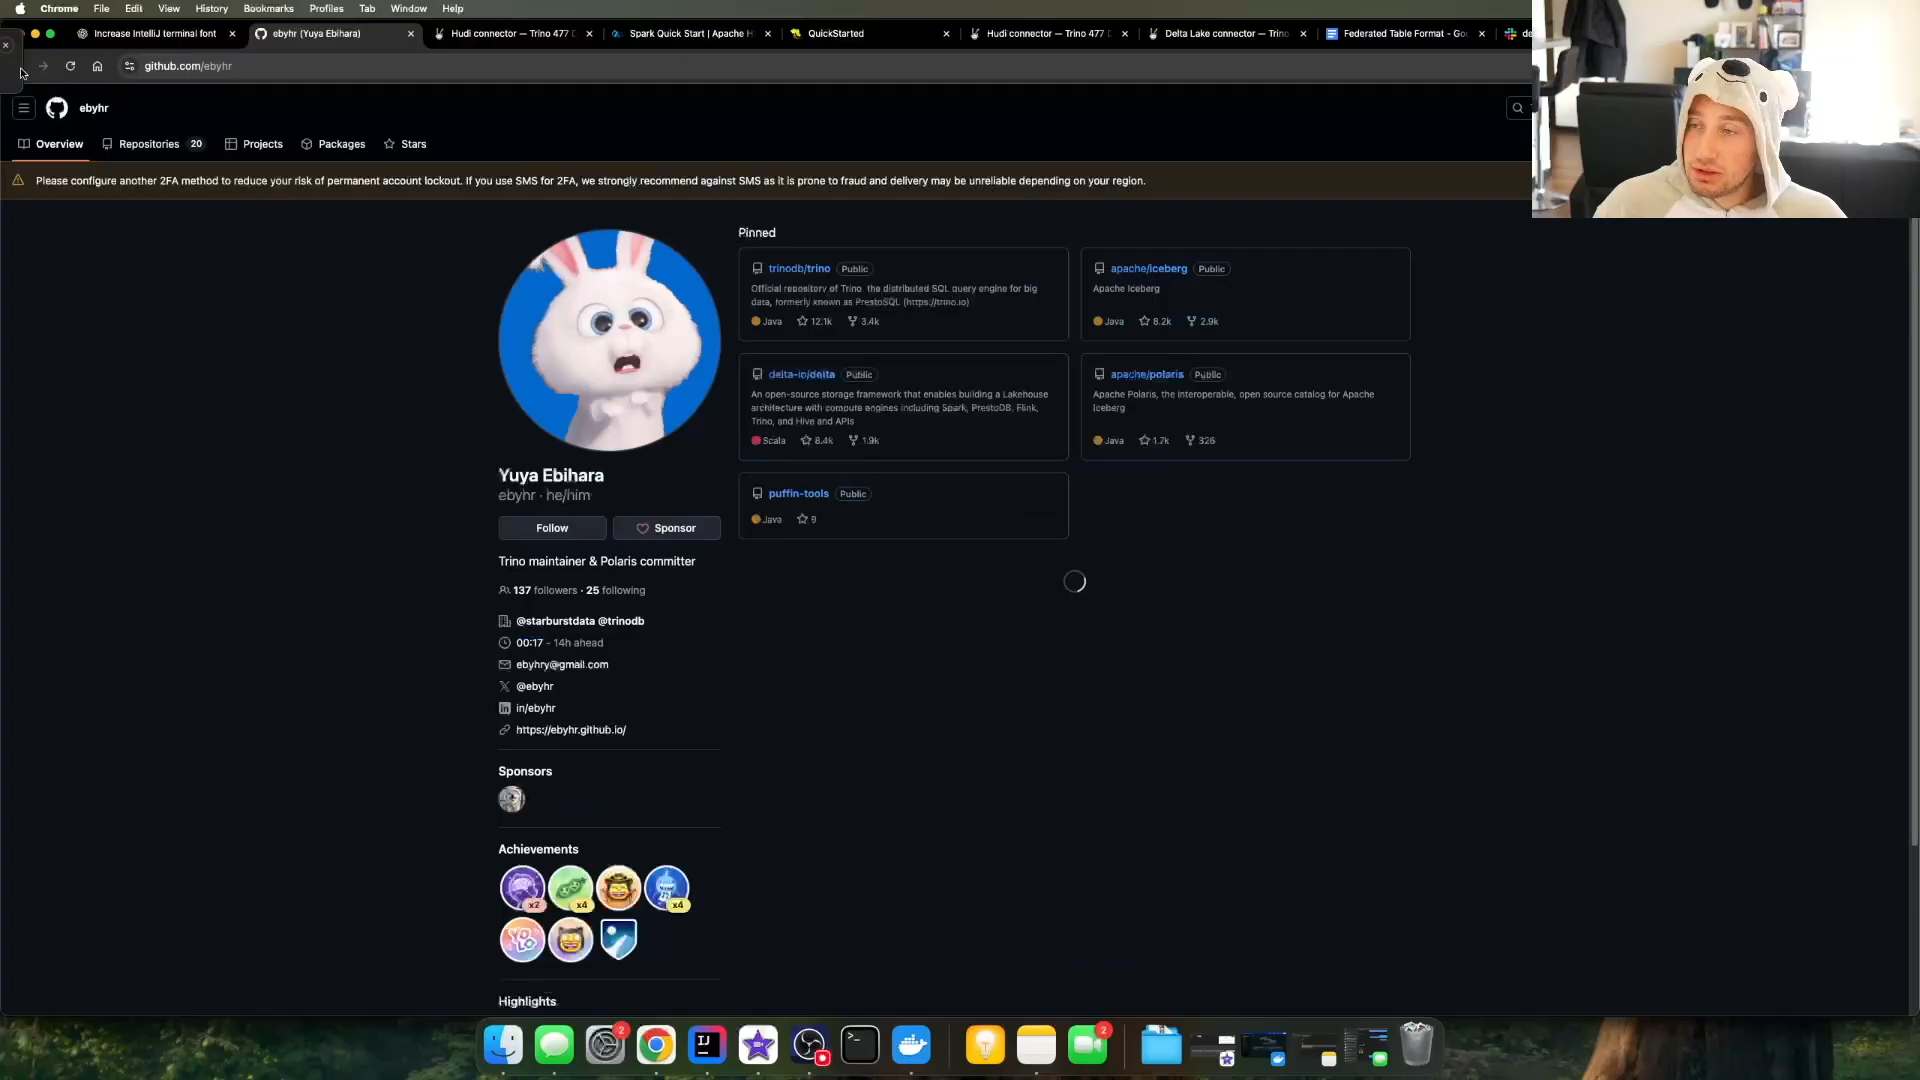 Chrome File Edit View History Bookmarks Profiles Tab Window Help
Increase IntelliJ terminal font
ebyhr (Yuya Ebihara)
Hudi connector — Trino 477 D
Spark Quick Start | Apache H
QuickStarted
Hudi connector — Trino 477 D
Delta Lake connector — Trino
Federated Table Format - Go
de
github.com/ebyhr
ebyhr
Overview
Repositories 20
Projects
Packages
Stars
Please configure another 2FA method to reduce your risk of permanent account lockout. If you use SMS for 2FA, we strongly recommend against SMS as it is prone to fraud and delivery may be unreliable depending on your region.
Yuya Ebihara
ebyhr · he/him
Follow
Sponsor
Trino maintainer & Polaris committer
137 followers · 25 following
@starburstdata @trinodb
00:17 - 14h ahead
ebyhry@gmail.com
@ebyhr
in/ebyhr
https://ebyhr.github.io/
Sponsors
Achievements
x2
x4
x4
YOLO
Highlights
Pinned
trinodb/trino Public
Official repository of Trino, the distributed SQL query engine for big
data, formerly known as PrestoSQL (https://trino.io)
Java 12.1k 3.4k
apache/iceberg Public
Apache Iceberg
Java 8.2k 2.9k
delta-io/delta Public
An open-source storage framework that enables building a Lakehouse
architecture with compute engines including Spark, PrestoDB, Flink,
Trino, and Hive and APIs
Scala 8.4k 1.9k
apache/polaris Public
Apache Polaris, the interoperable, open source catalog for Apache
Iceberg
Java 1.7k 326
puffin-tools Public
Java 9
2
IJ
2